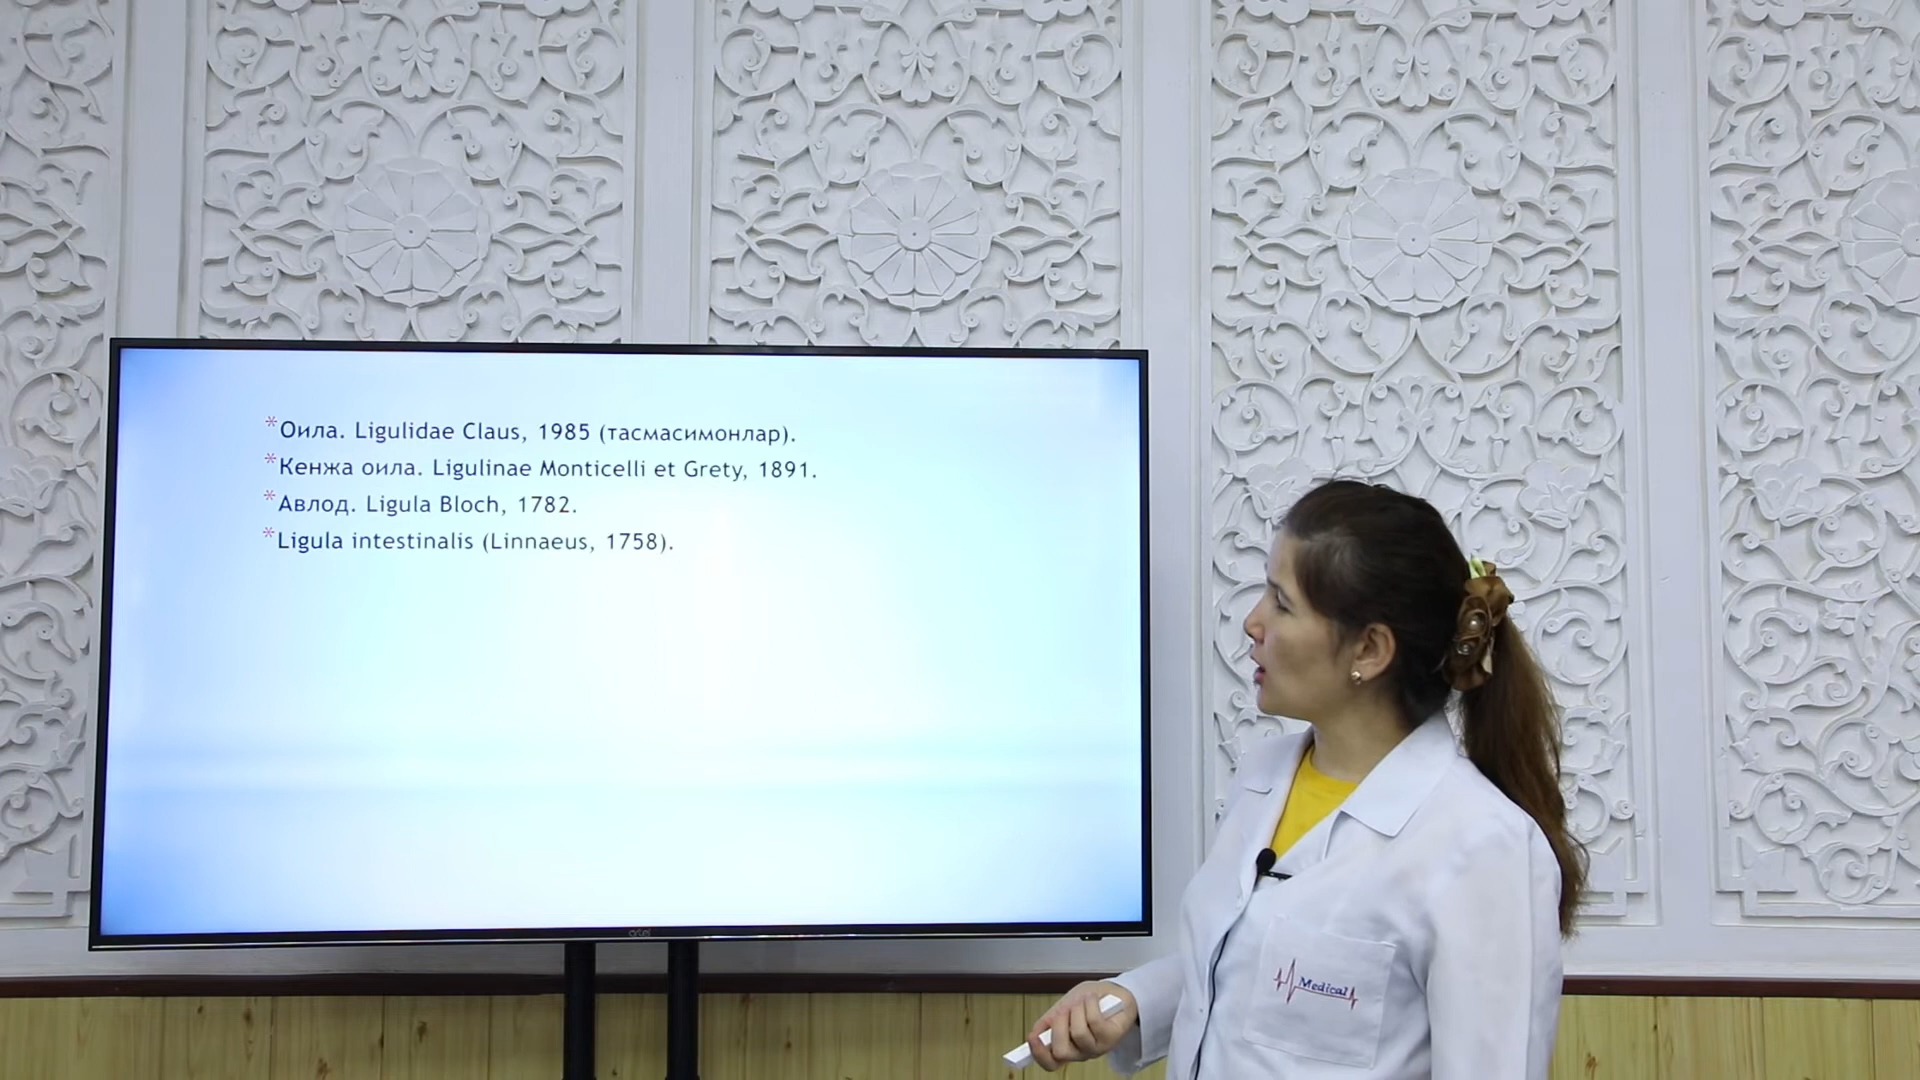 *Оила. Ligulidae Claus, 1985 (тасмасимонлар).
*Кенжа оила. Ligulinae Monticelli et Grety, 1891.
*Авлод. Ligula Bloch, 1782.
*Ligula intestinalis (Linnaeus, 1758).
artel
Medical